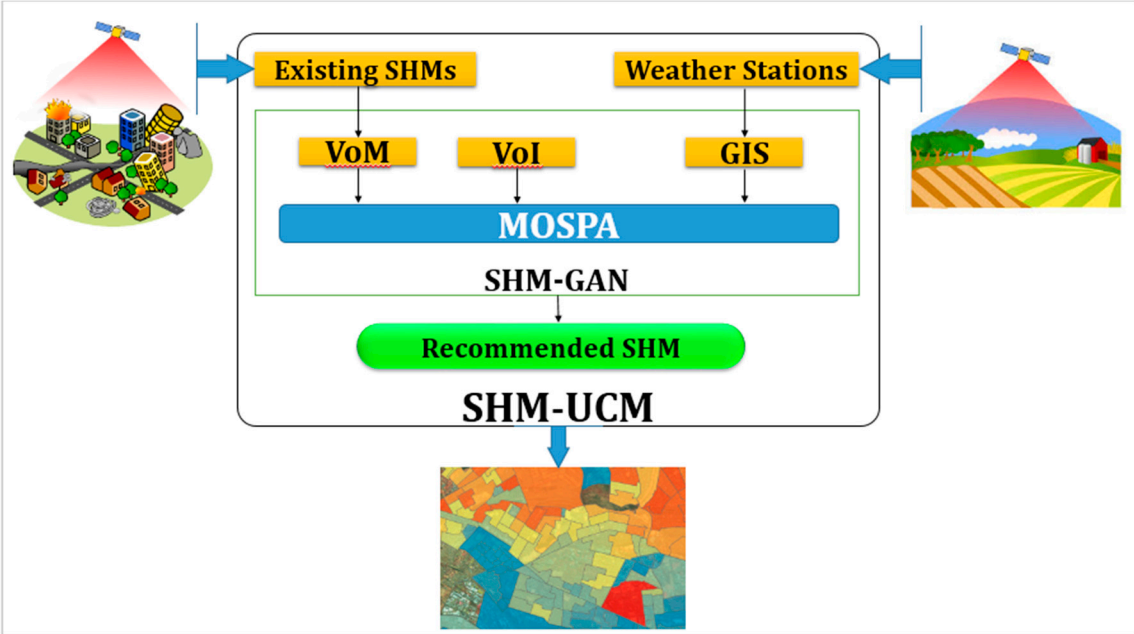 Existing SHMs
Weather Stations
VoM
VoI
GIS
MOSPA
SHM-GAN
Recommended SHM
SHM-UCM